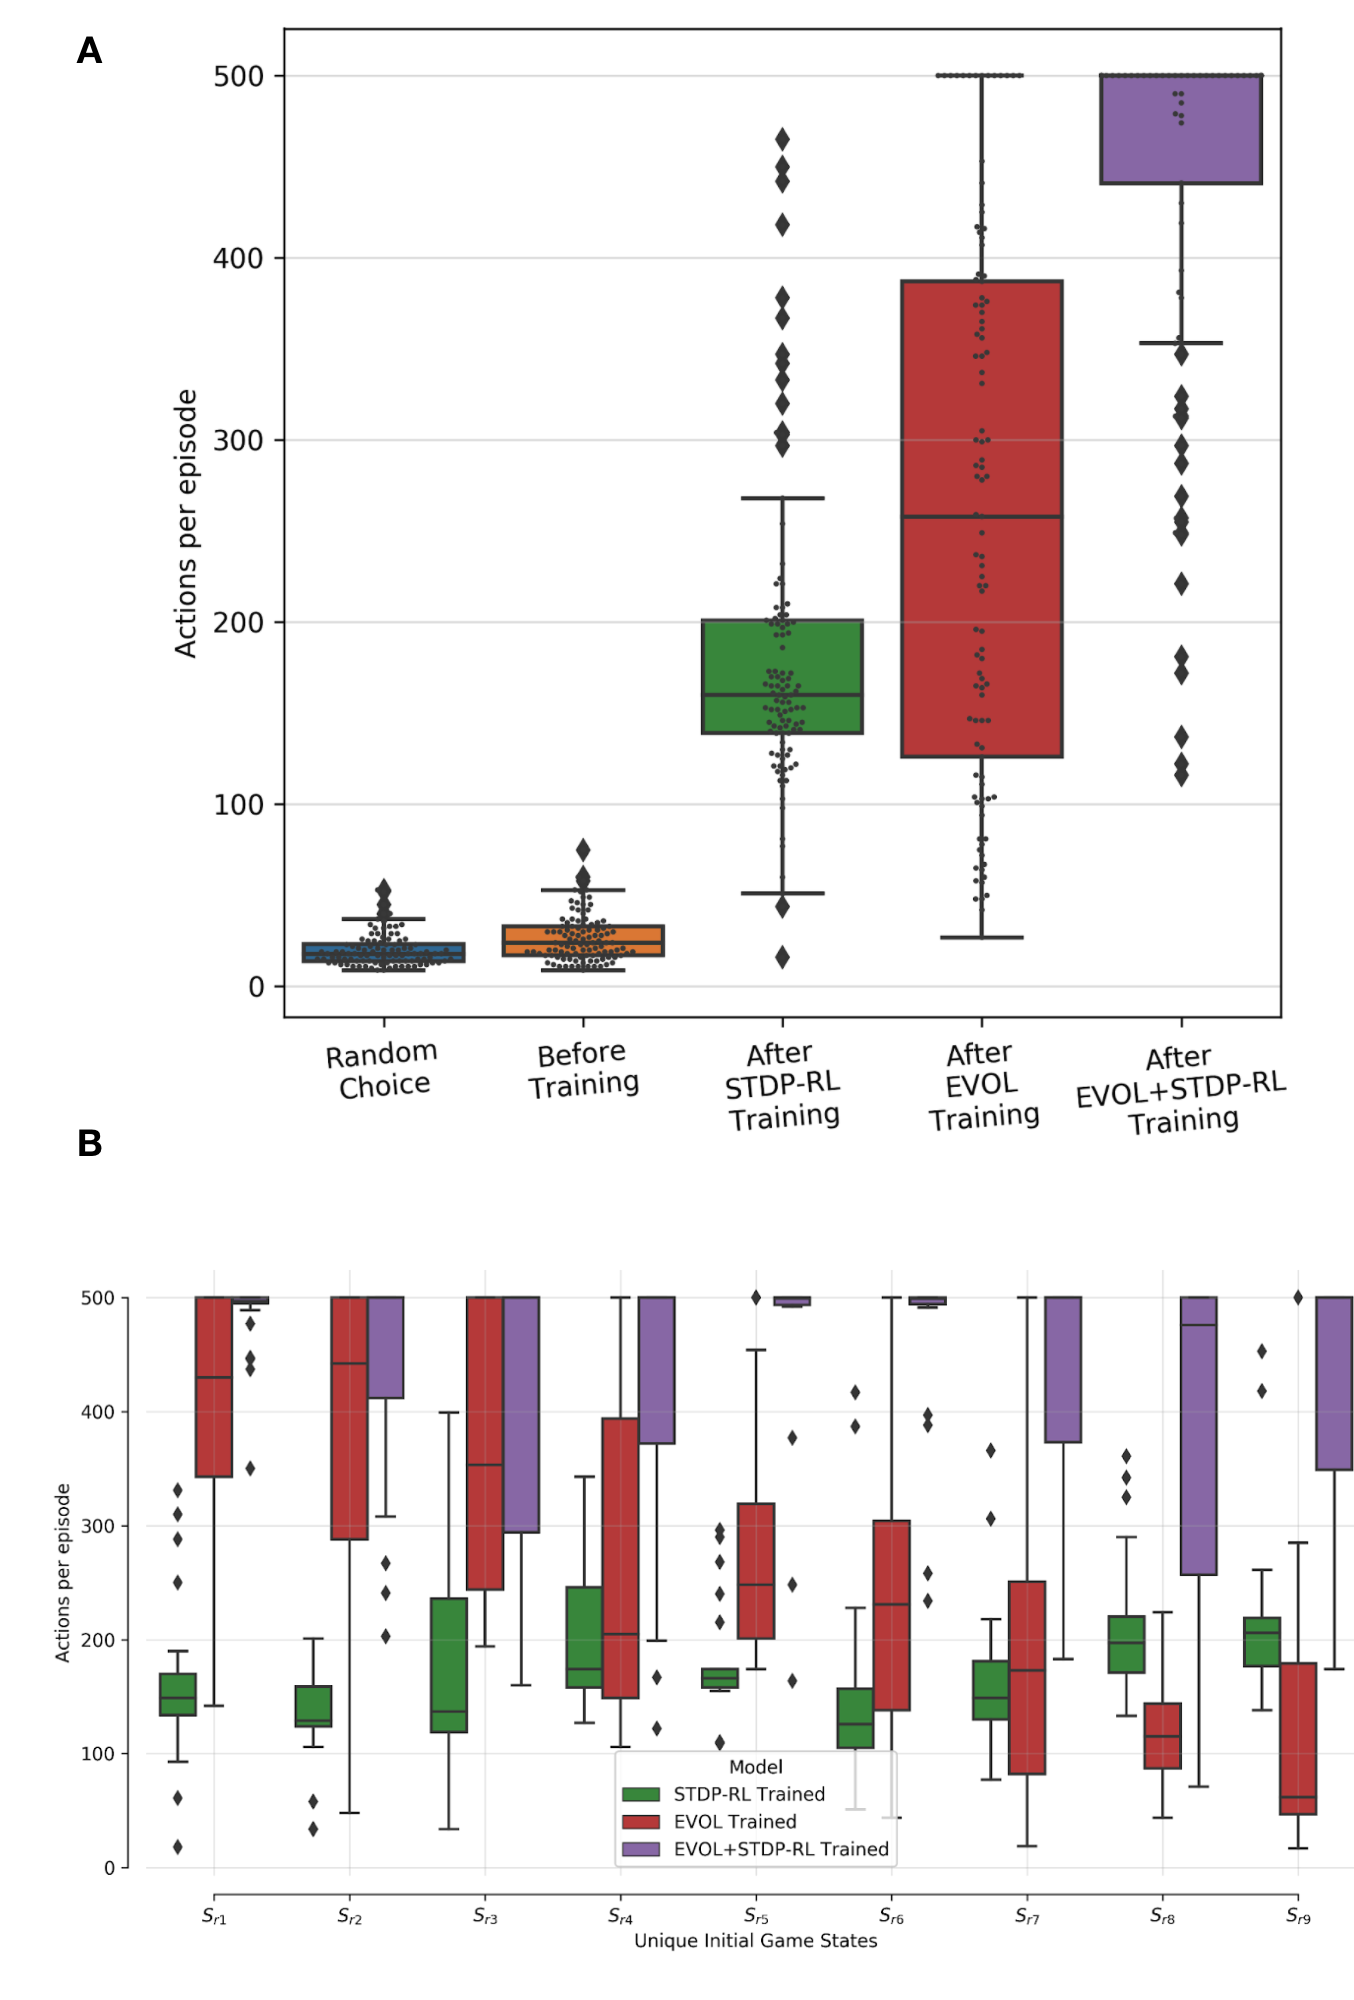 A
500
400
300
200
100
0
Actions per episode
Random
Choice
Before
Training
After
STDP-RL
Training
After
EVOL
Training
After
EVOL+STDP-RL
Training
B
500
400
300
200
100
0
Actions per episode
Model
STDP-RL Trained
EVOL Trained
EVOL+STDP-RL Trained
Sr1 Sr2 Sr3 Sr4 Sr5 Sr6 Sr7 Sr8 Sr9
Unique Initial Game States